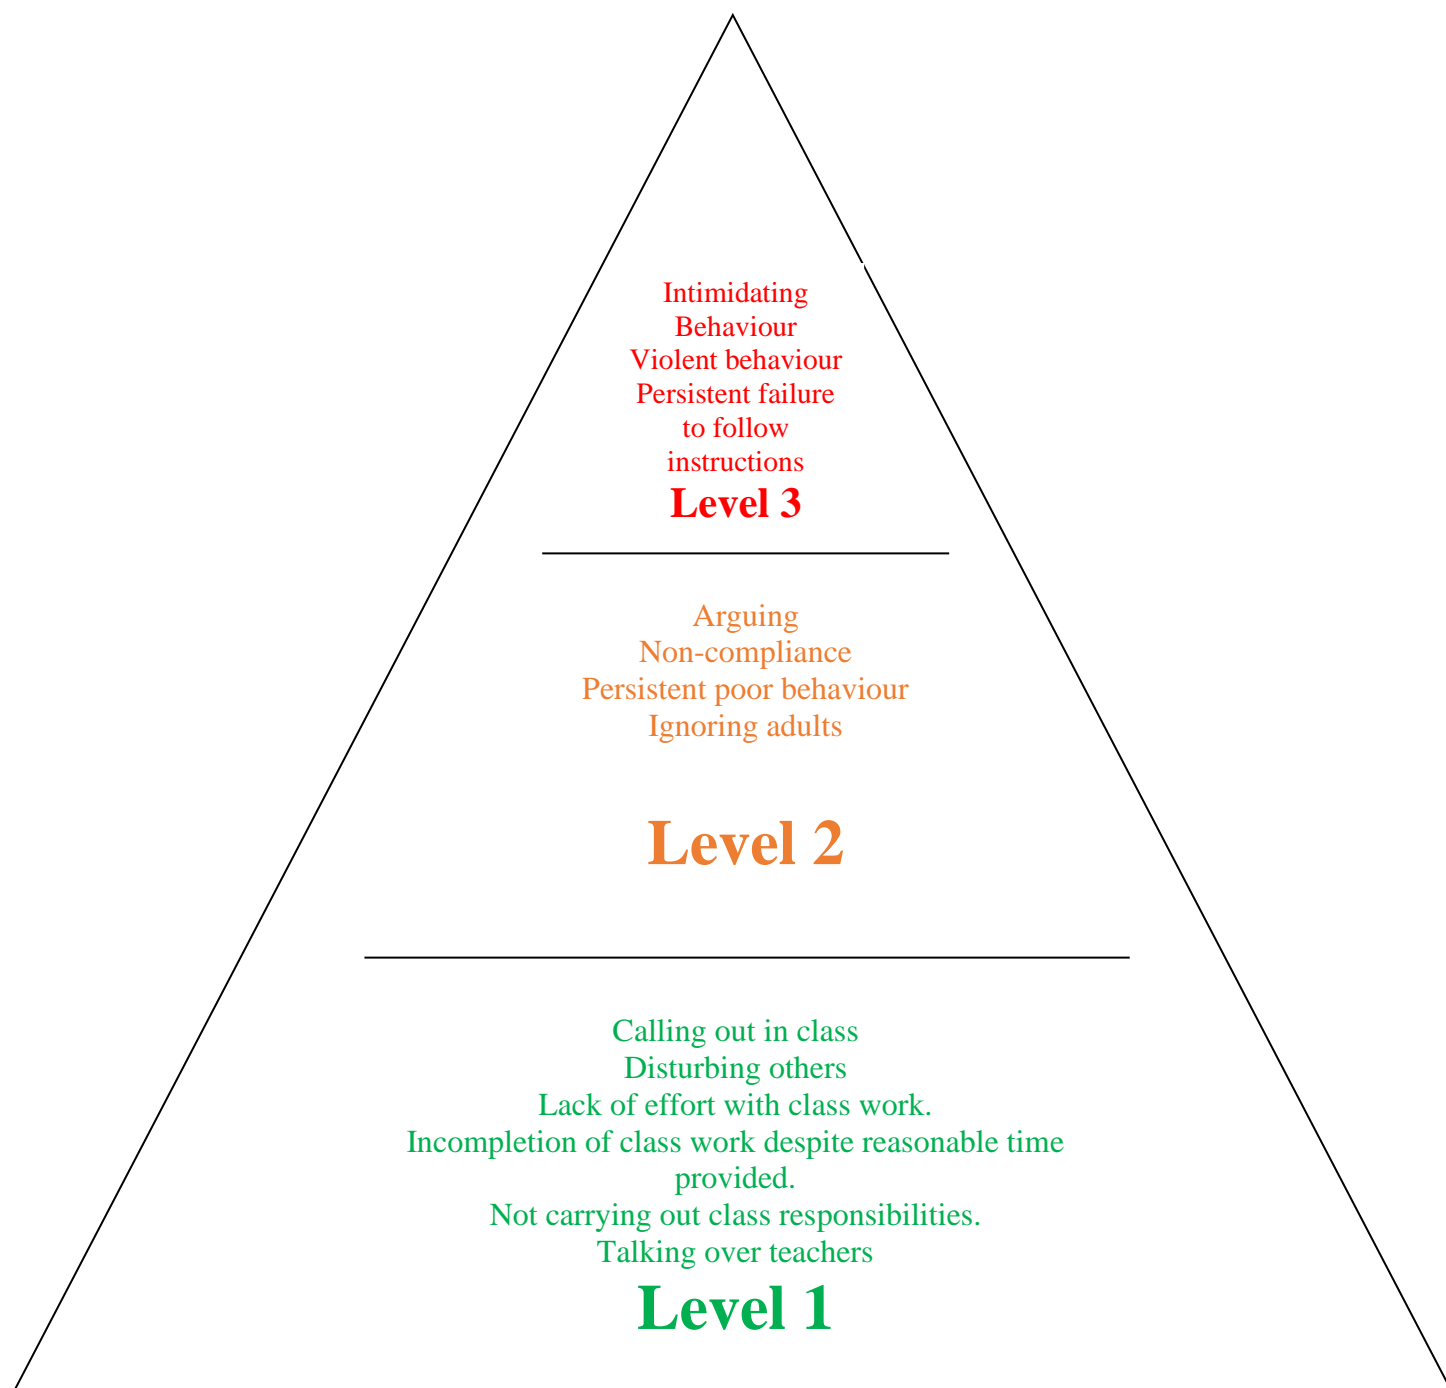 Intimidating
Behaviour
Violent behaviour
Persistent failure
to follow
instructions
Level 3
Arguing
Non-compliance
Persistent poor behaviour
Ignoring adults
Level 2
Calling out in class
Disturbing others
Lack of effort with class work.
Incompletion of class work despite reasonable time
provided.
Not carrying out class responsibilities.
Talking over teachers
Level 1